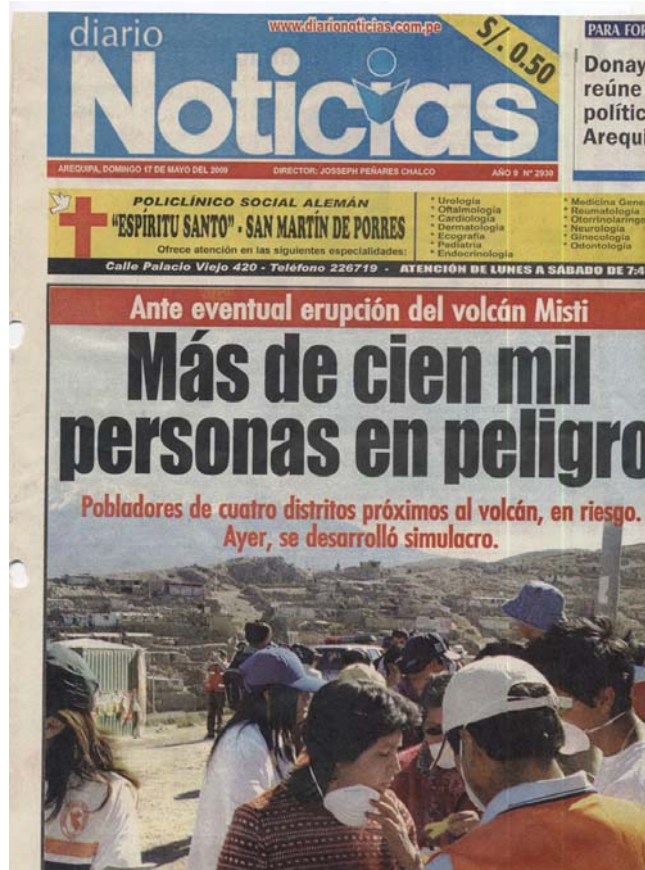 diario
www.diarionoticias.com.pe
S/. 0.50
Noticias
AREQUIPA, DOMINGO 17 DE MAYO DEL 2009 DIRECTOR: JOSSEPH PEÑARES CHALCO AÑO 9 Nº 2930
PARA FOR
Donay
reúne
polític
Arequi
POLICLÍNICO SOCIAL ALEMÁN
"ESPÍRITU SANTO" - SAN MARTÍN DE PORRES
Ofrece atención en las siguientes especialidades:
* Urología
* Oftalmología
* Cardiología
* Dermatología
* Ecografía
* Pediatría
* Endocrinología
* Medicina Gene
* Reumatología
* Otorrinolaringo
* Neurología
* Ginecología
* Odontología
Calle Palacio Viejo 420 - Teléfono 226719 - ATENCIÓN DE LUNES A SÁBADO DE 7:4
Ante eventual erupción del volcán Misti
Más de cien mil
personas en peligro
Pobladores de cuatro distritos próximos al volcán, en riesgo.
Ayer, se desarrolló simulacro.